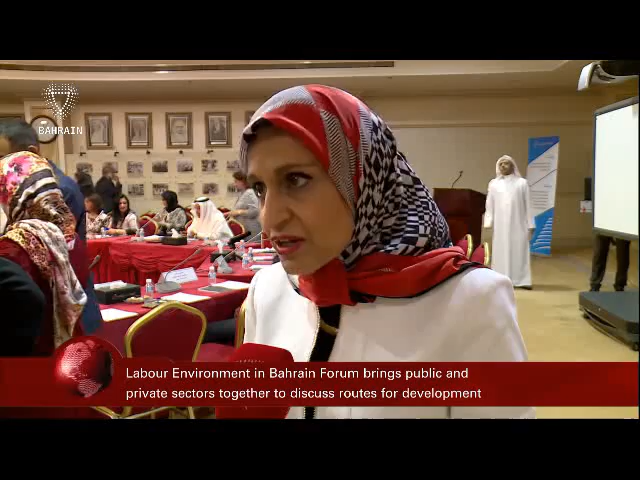 BAHRAIN
Labour Environment in Bahrain Forum brings public and
private sectors together to discuss routes for development